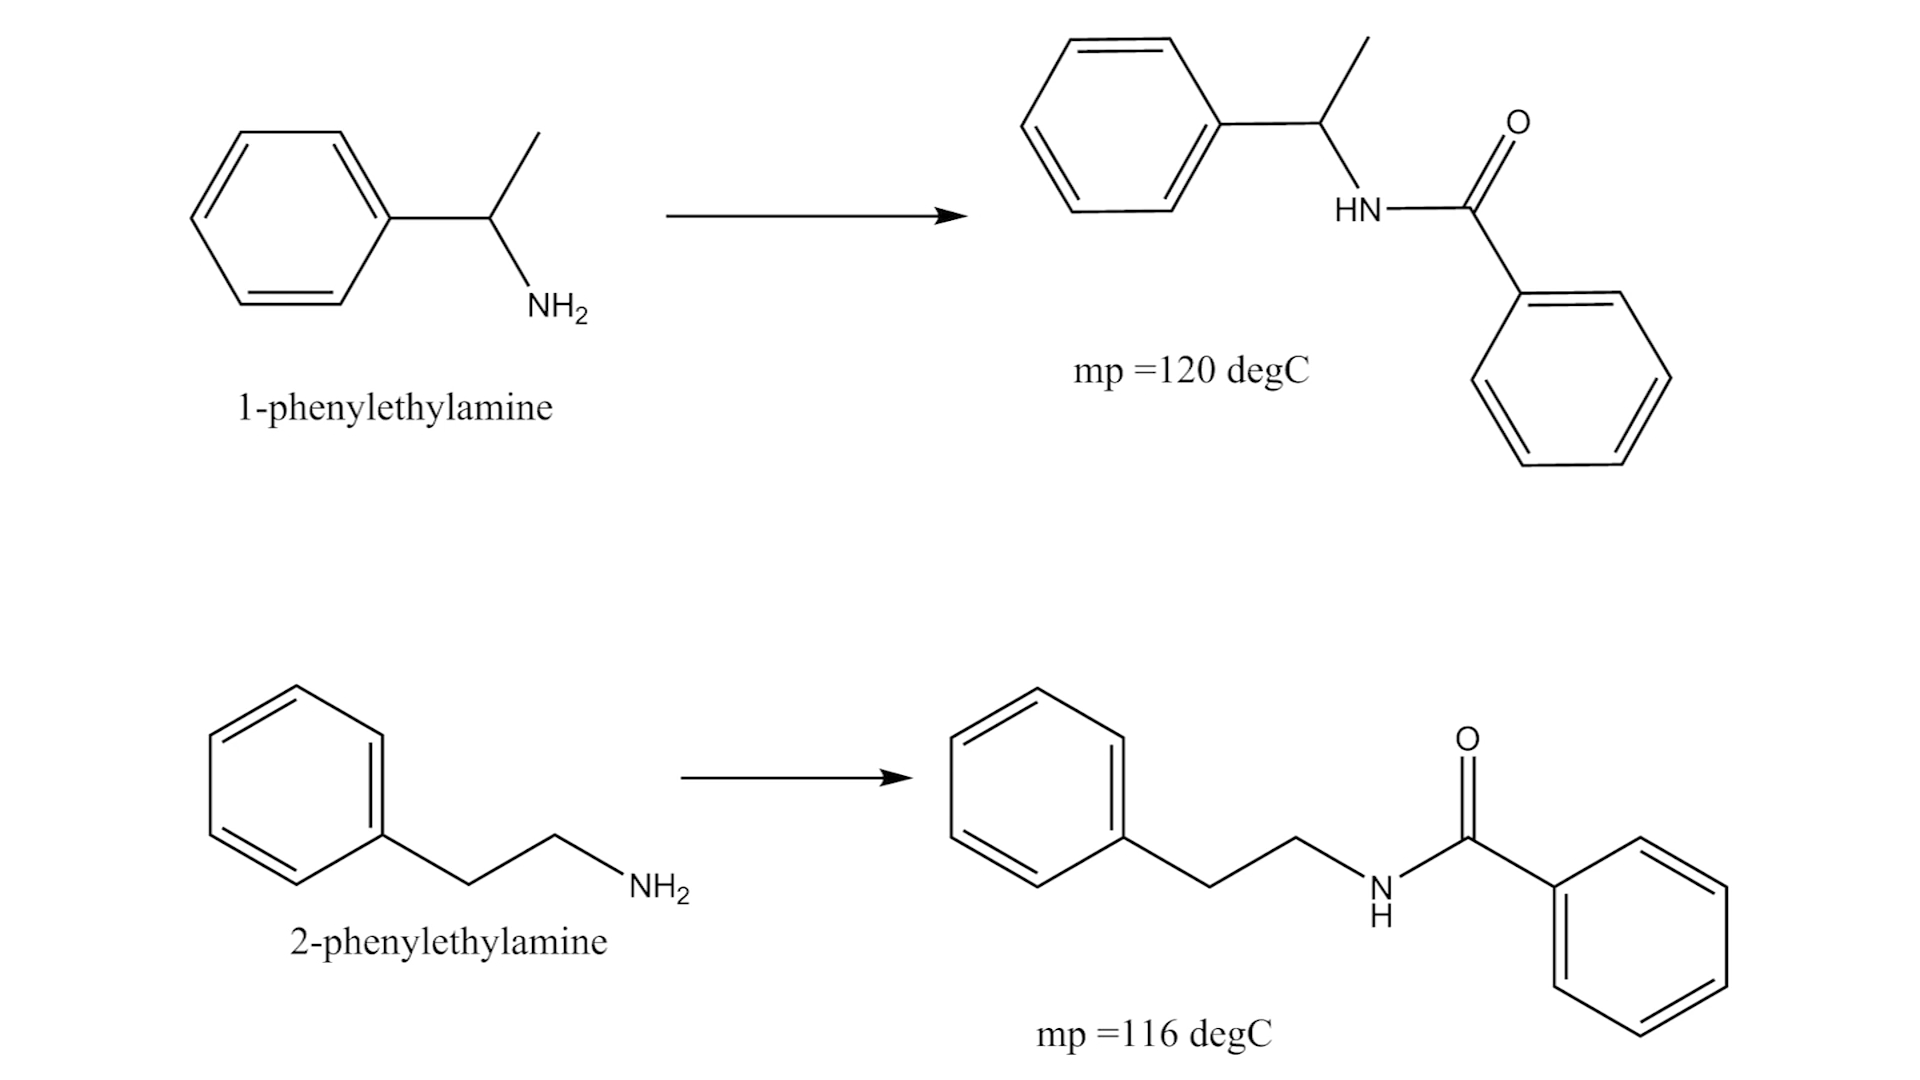 O
HN
NH2
mp =120 degC
1-phenylethylamine
O
NH2
N
H
2-phenylethylamine
mp =116 degC